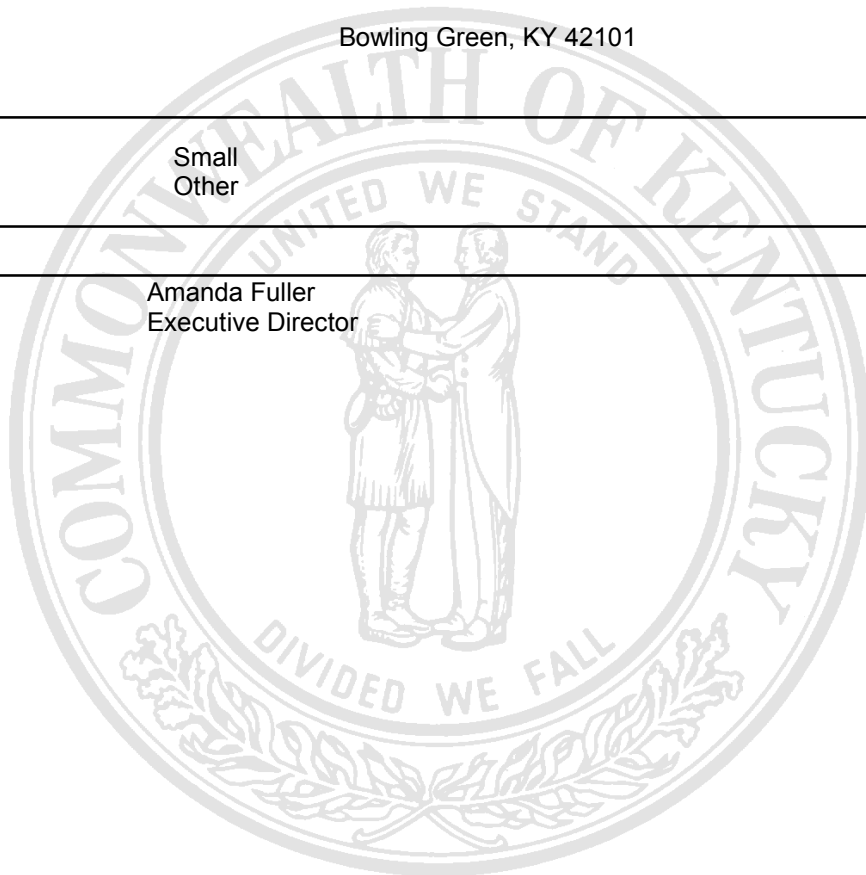 Bowling Green, KY 42101
Small
Other
Amanda Fuller
Executive Director
COMMONWEALTH OF KENTUCKY
UNITED WE STAND
DIVIDED WE FALL